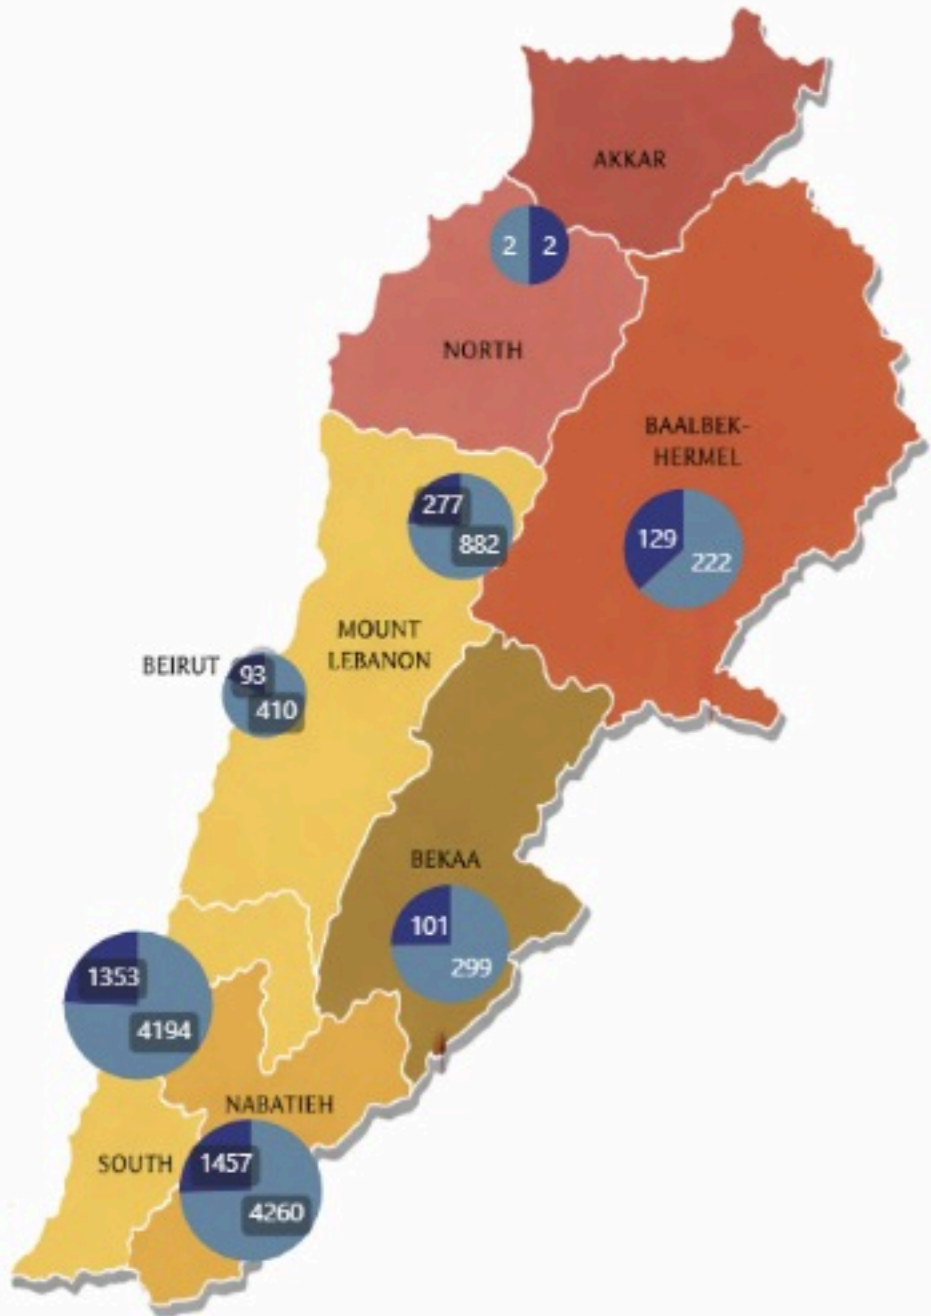 AKKAR
2 2
NORTH
BAALBEK-
HERMEL
277
882
129
222
MOUNT
LEBANON
BEIRUT
93
410
BEKAA
101
299
1353
4194
NABATIEH
SOUTH
1457
4260